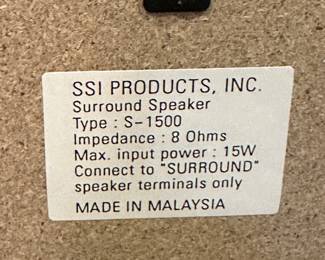 SSI PRODUCTS, INC.
Surround Speaker
Type : S-1500
Impedance : 8 Ohms
Max. input power : 15W
Connect to "SURROUND"
speaker terminals only
MADE IN MALAYSIA